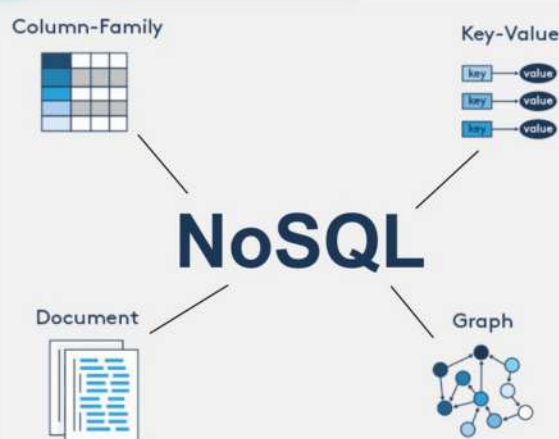 Column-Family
Key-Value
key value
key value
key value
NoSQL
Document
Graph